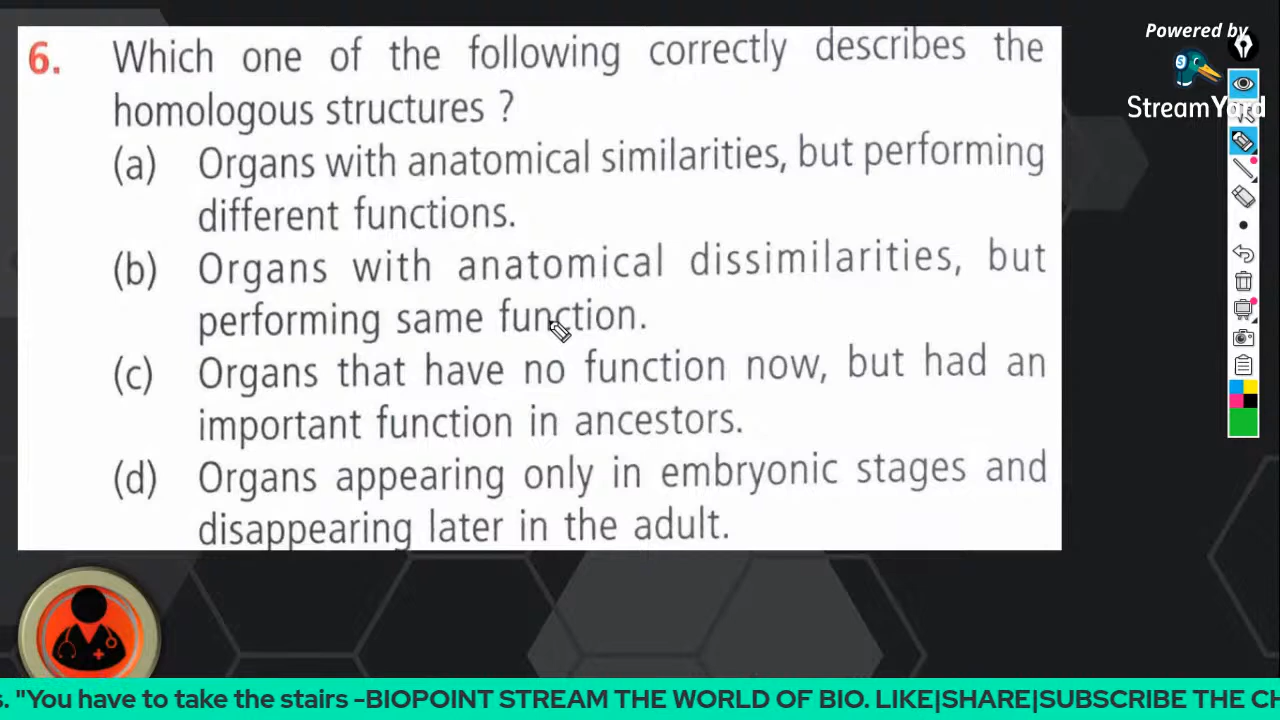 Powered by
StreamYard
6. Which one of the following correctly describes the
homologous structures ?
(a) Organs with anatomical similarities, but performing
different functions.
(b) Organs with anatomical dissimilarities, but
performing same function.
(c) Organs that have no function now, but had an
important function in ancestors.
(d) Organs appearing only in embryonic stages and
disappearing later in the adult.
s. "You have to take the stairs -BIOPOINT STREAM THE WORLD OF BIO. LIKE|SHARE|SUBSCRIBE THE CH